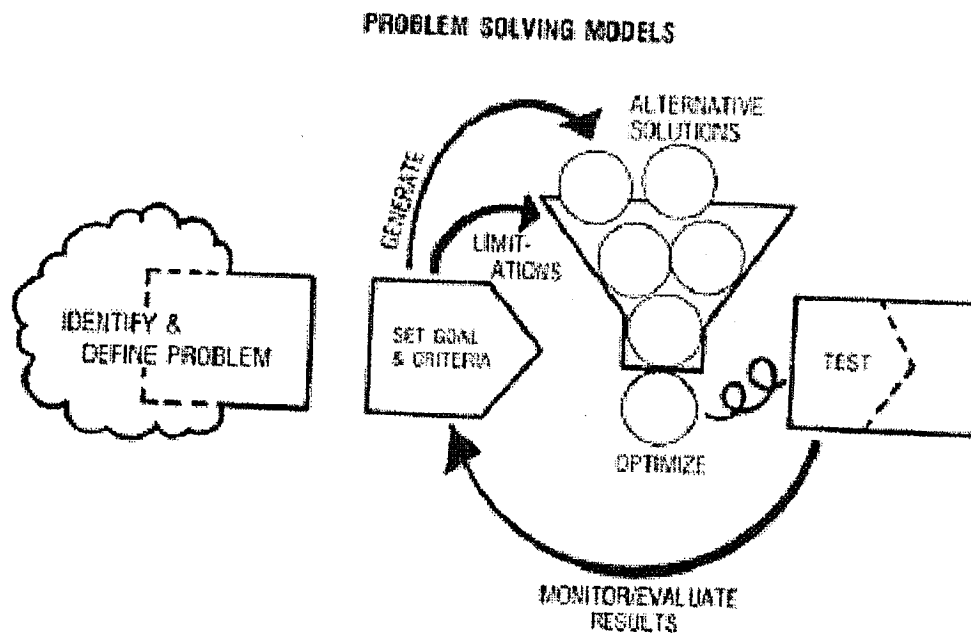 PROBLEM SOLVING MODELS
ALTERNATIVE
SOLUTIONS
GENERATE
LIMIT-
ATIONS
IDENTIFY &
DEFINE PROBLEM
SET GOAL
& CRITERIA
TEST
OPTIMIZE
MONITOR/EVALUATE
RESULTS